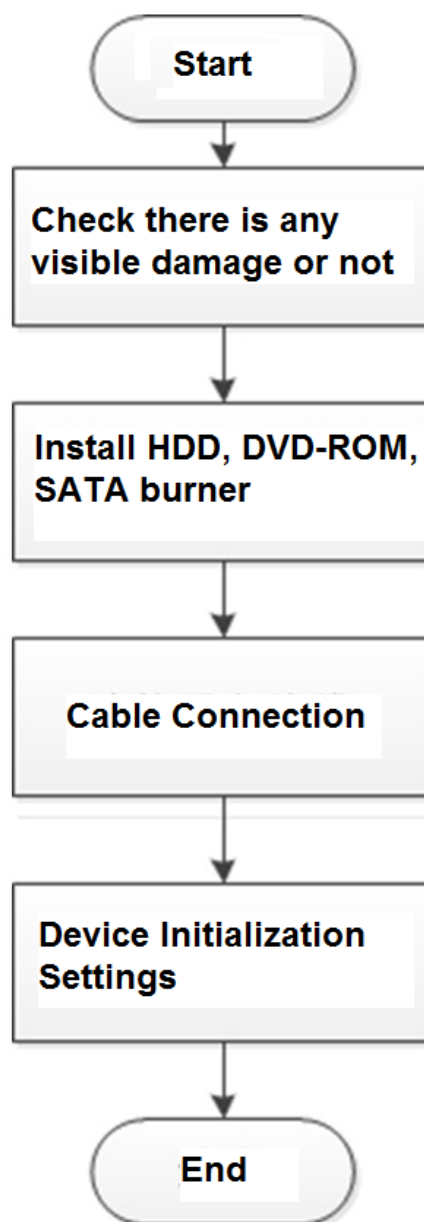 Start
Check there is any
visible damage or not
Install HDD, DVD-ROM,
SATA burner
Cable Connection
Device Initialization
Settings
End